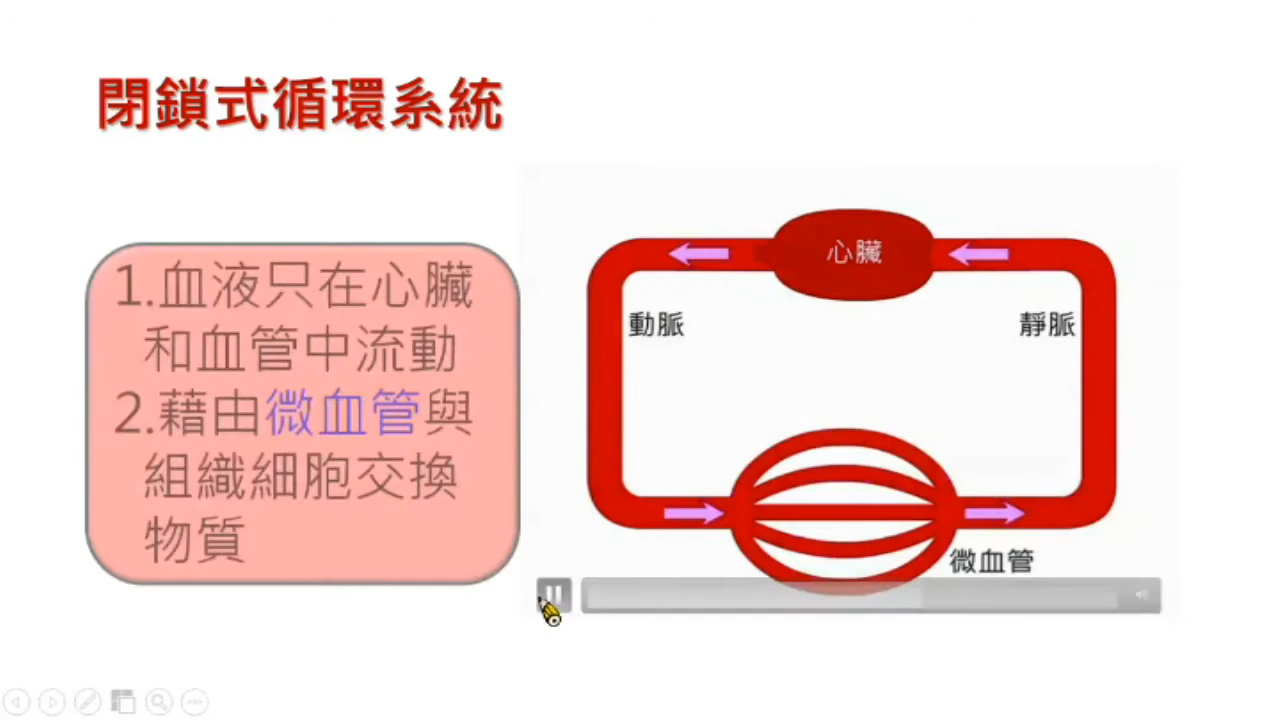 閉鎖式循環系統
1.血液只在心臟
和血管中流動
2.藉由微血管與
組織細胞交換
物質
心臟
動脈
靜脈
微血管